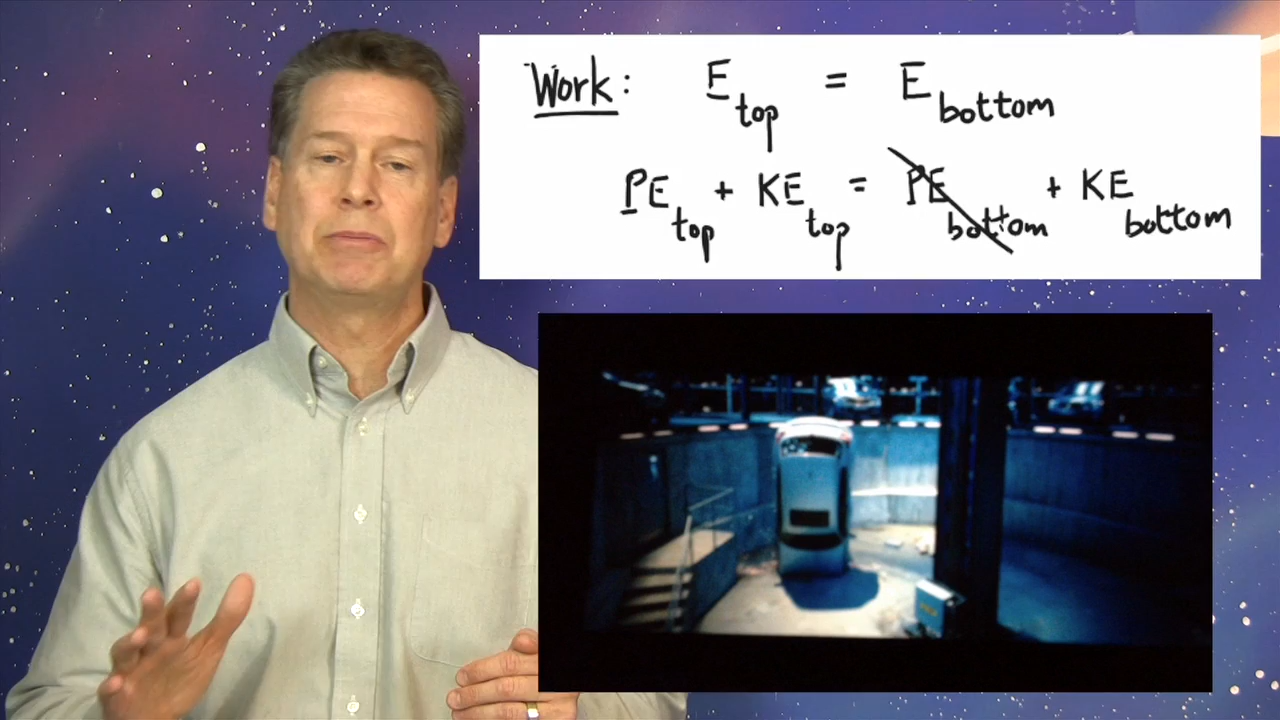 Work: E top = E bottom
PE top + KE top = PE bottom + KE bottom